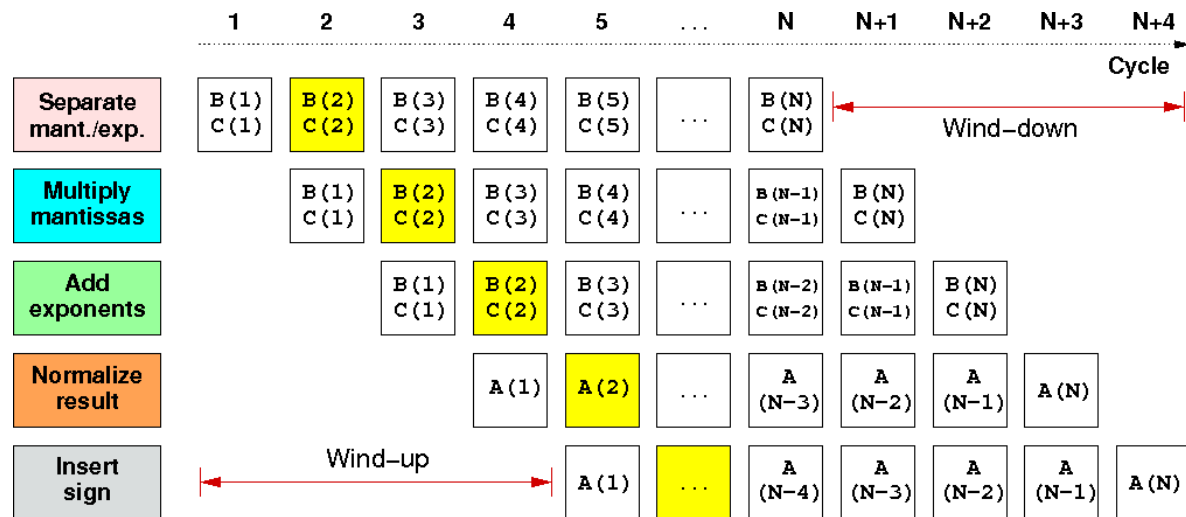 1 2 3 4 5 ... N N+1 N+2 N+3 N+4
Cycle
Separate
mant./exp.
B(1) B(2) B(3) B(4) B(5) ... B(N)
C(1) C(2) C(3) C(4) C(5) C(N)
Wind-down
Multiply
mantissas
B(1) B(2) B(3) B(4) ... B(N-1) B(N)
C(1) C(2) C(3) C(4) C(N-1) C(N)
Add
exponents
B(1) B(2) B(3) ... B(N-2) B(N-1) B(N)
C(1) C(2) C(3) C(N-2) C(N-1) C(N)
Normalize
result
A(1) A(2) ... A A A A(N)
(N-3) (N-2) (N-1)
Insert
sign
Wind-up
A(1) ... A A A A A(N)
(N-4) (N-3) (N-2) (N-1)